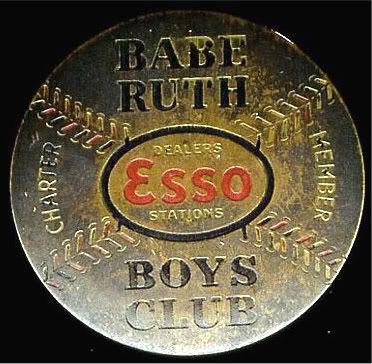 BABE
RUTH
CHARTER
DEALERS
ESSO
STATIONS
MEMBER
BOYS
CLUB